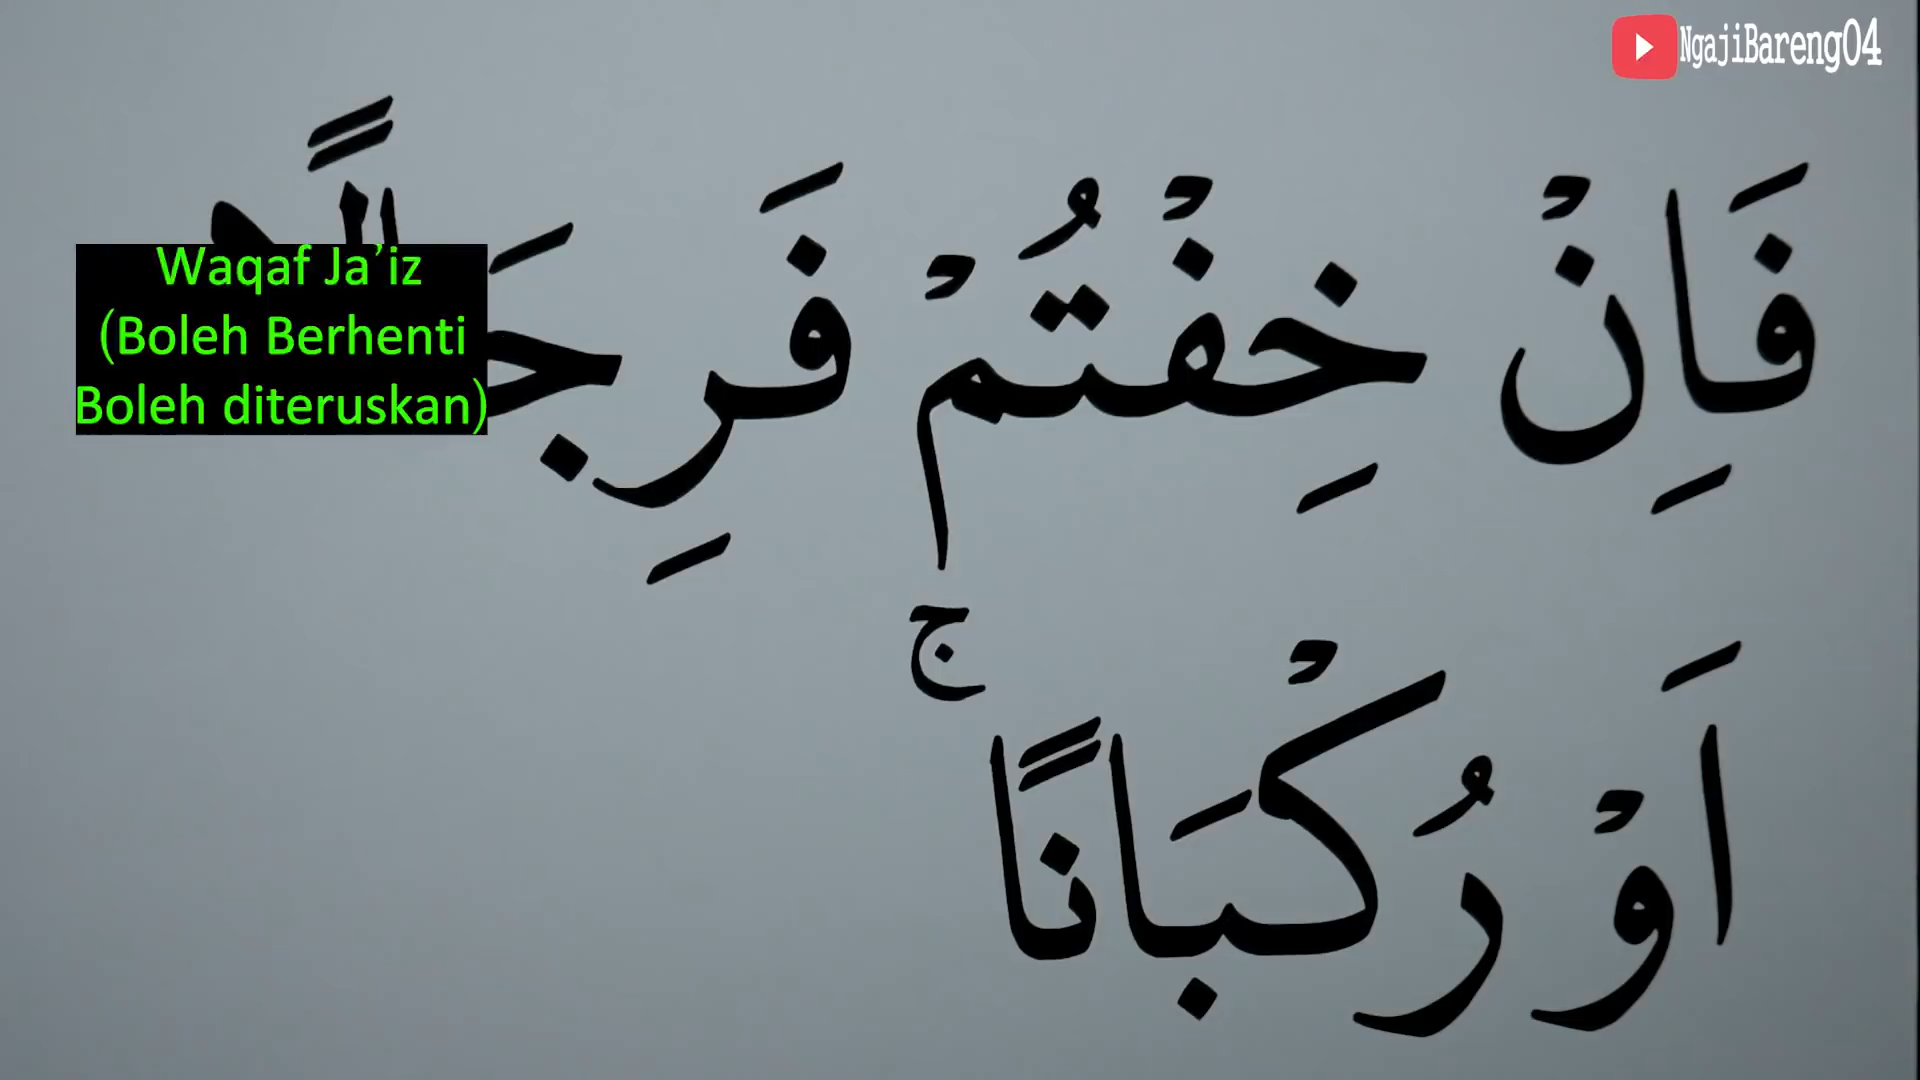 NgajiBareng04
فَاِنْ خِفْتُمْ
Waqaf Ja’iz
(Boleh Berhenti
Boleh diteruskan)
اَوْ رُكْبَانًا ۚ